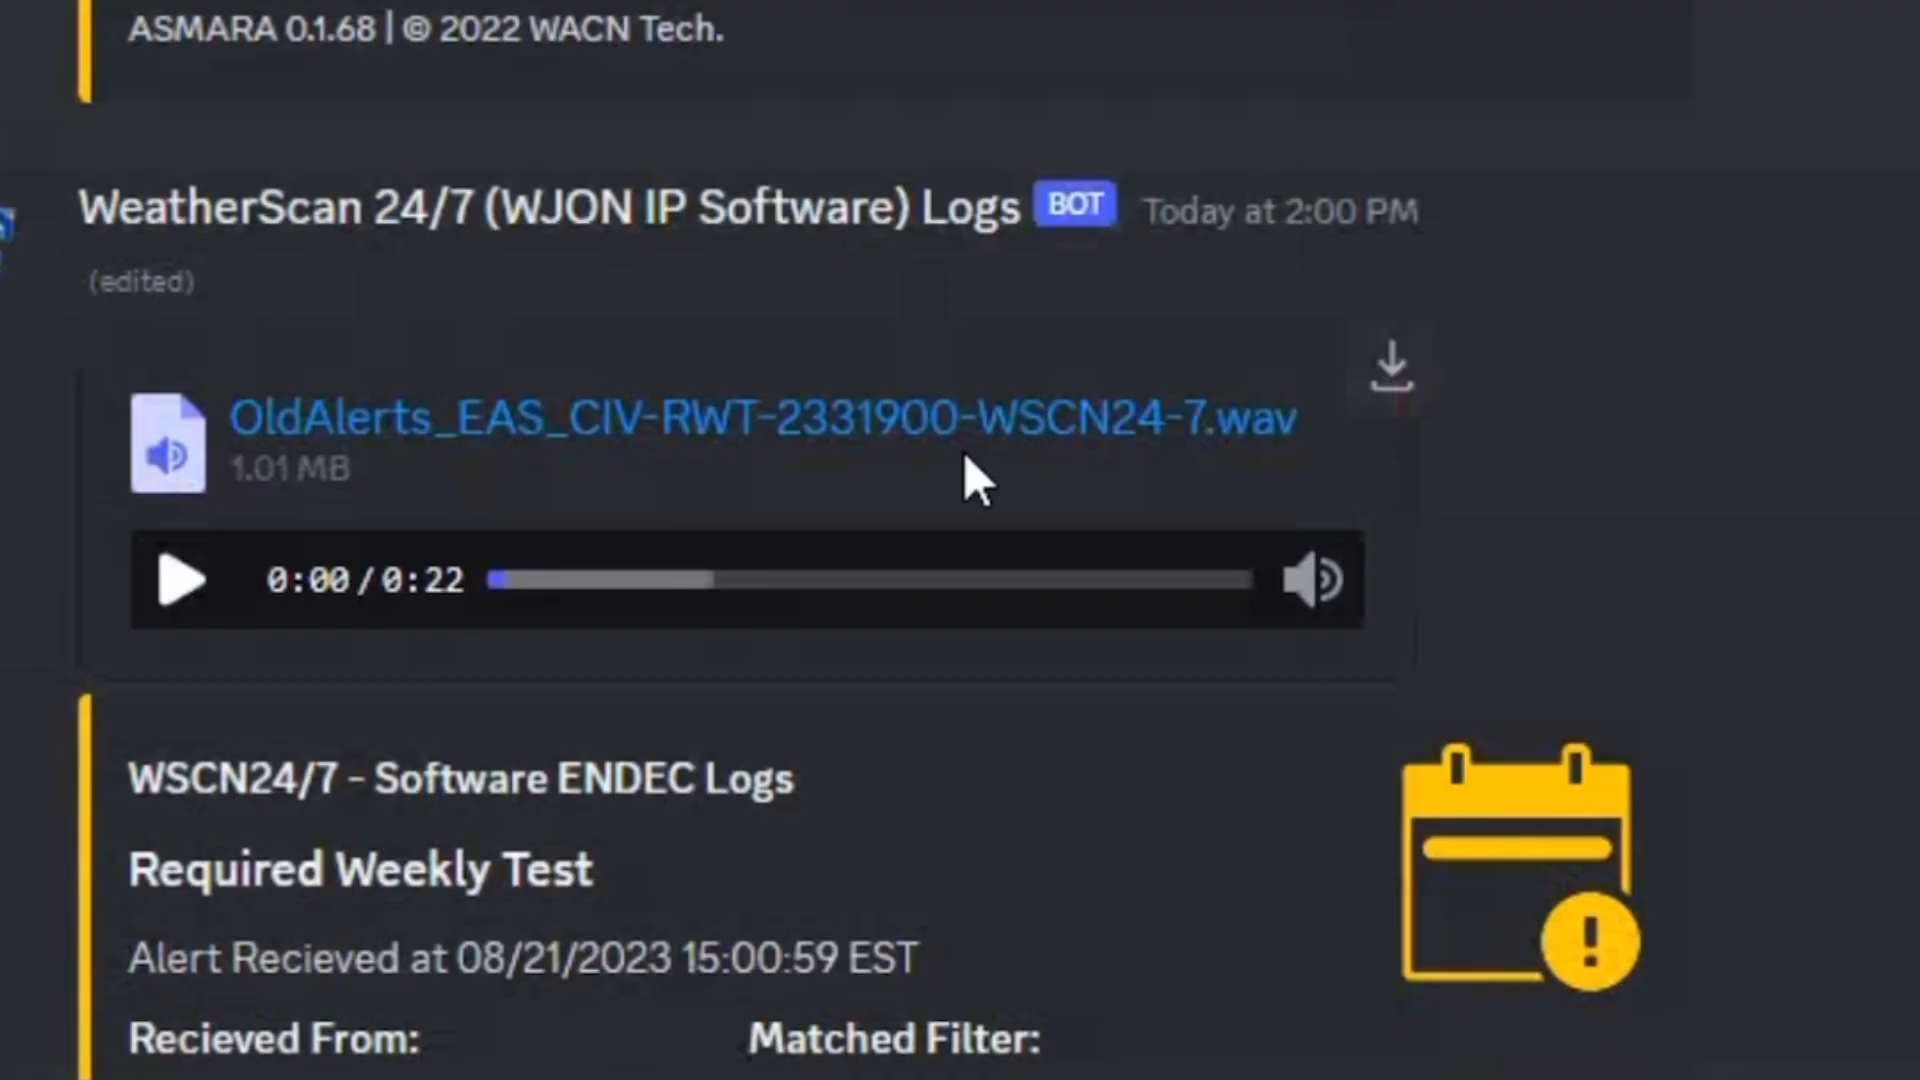 ASMARA 0.1.68 | © 2022 WACN Tech.
WeatherScan 24/7 (WJON IP Software) Logs BOT Today at 2:00 PM
(edited)
OldAlerts_EAS_CIV-RWT-2331900-WSCN24-7.wav
1.01 MB
0:00 / 0:22
WSCN24/7 - Software ENDEC Logs
Required Weekly Test
Alert Recieved at 08/21/2023 15:00:59 EST
Recieved From: Matched Filter: